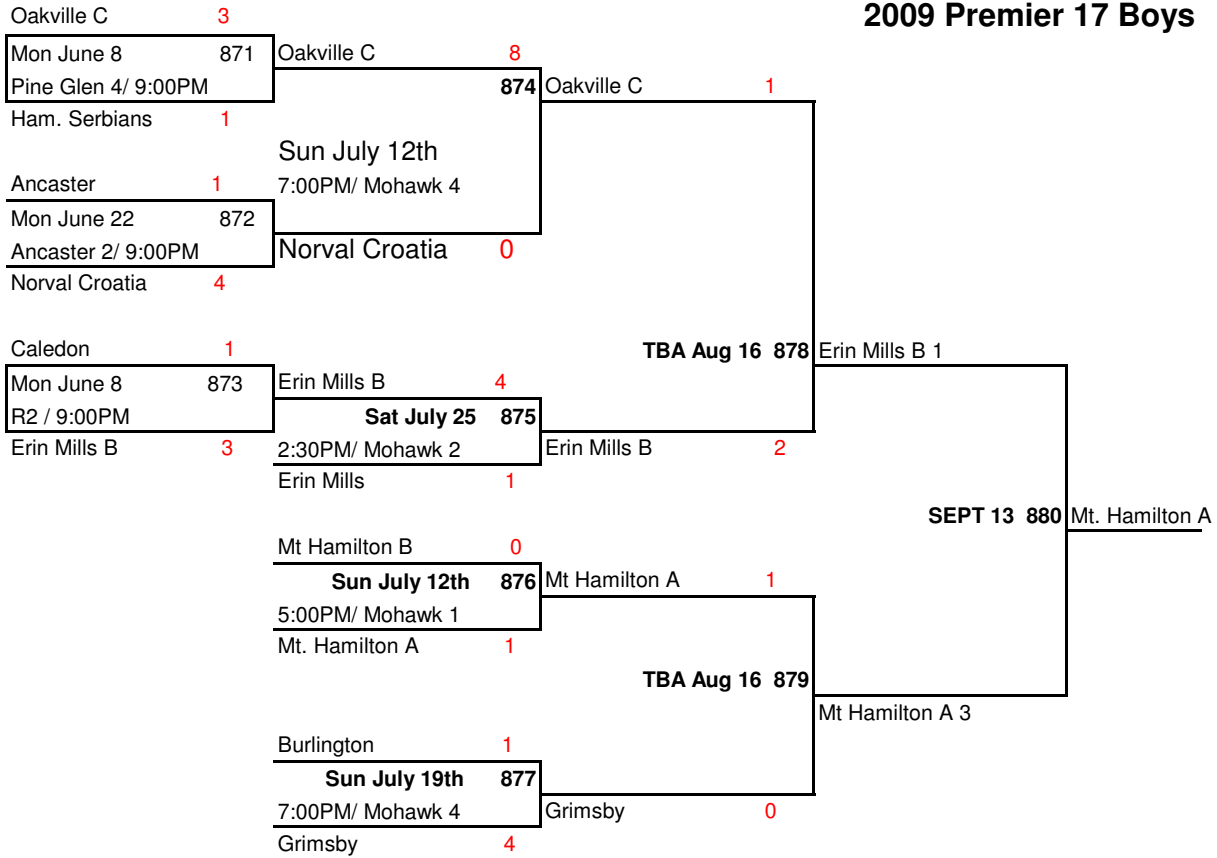 2009 Premier 17 Boys
Oakville C 3
Mon June 8 871
Pine Glen 4/ 9:00PM
Ham. Serbians 1
Ancaster 1
Mon June 22 872
Ancaster 2/ 9:00PM
Norval Croatia 4
Caledon 1
Mon June 8 873
R2 / 9:00PM
Erin Mills B 3
Oakville C 8
874
Sun July 12th
7:00PM/ Mohawk 4
Norval Croatia 0
Erin Mills B 4
Sat July 25 875
2:30PM/ Mohawk 2
Erin Mills 1
Mt Hamilton B 0
Sun July 12th 876
5:00PM/ Mohawk 1
Mt. Hamilton A 1
Burlington 1
Sun July 19th 877
7:00PM/ Mohawk 4
Grimsby 4
Oakville C 1
TBA Aug 16 878
Erin Mills B 2
Mt Hamilton A 1
TBA Aug 16 879
Grimsby 0
Erin Mills B 1
SEPT 13 880
Mt Hamilton A 3
Mt. Hamilton A